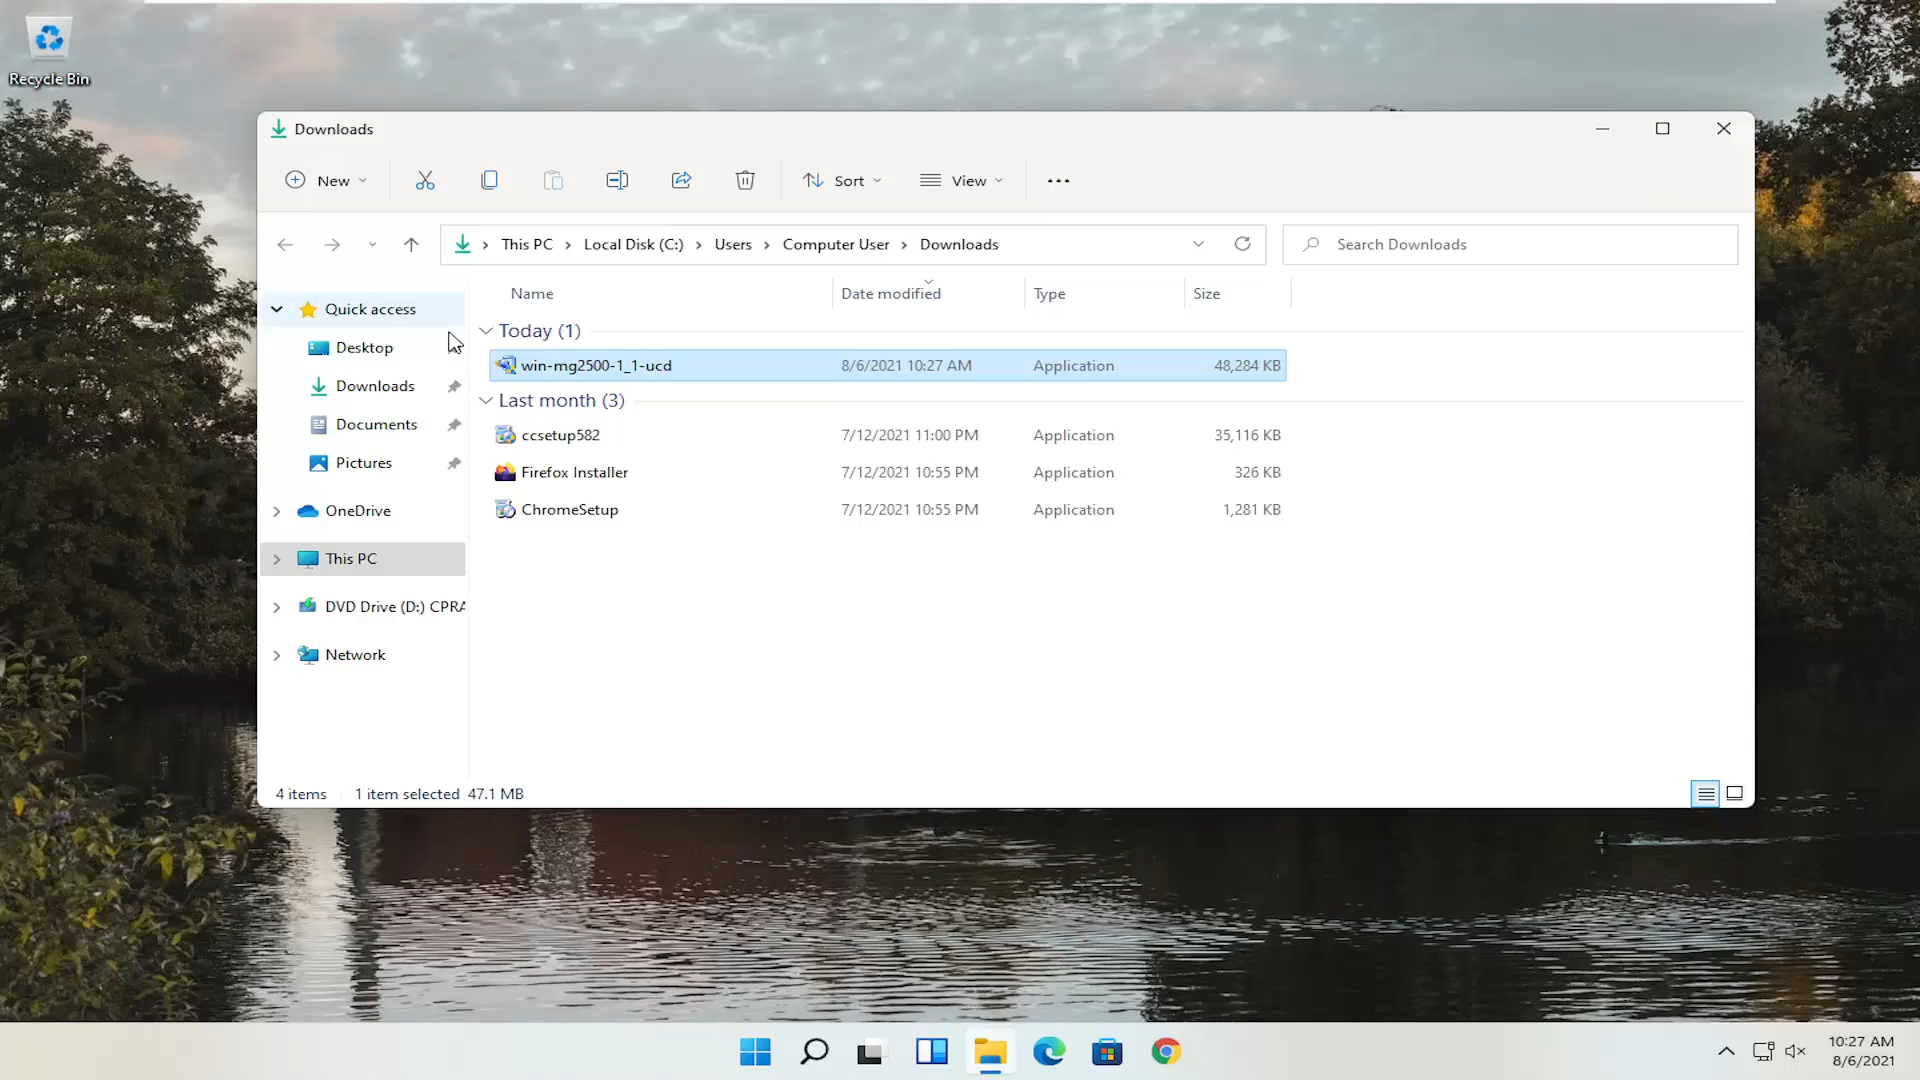 Recycle Bin
Downloads
New
Sort
View
This PC
Local Disk (C:)
Users
Computer User
Downloads
Search Downloads
Name
Date modified
Type
Size
Quick access
Desktop
Downloads
Documents
Pictures
OneDrive
This PC
DVD Drive (D:) CPRA
Network
Today (1)
win-mg2500-1_1-ucd 8/6/2021 10:27 AM Application 48,284 KB
Last month (3)
ccsetup582 7/12/2021 11:00 PM Application 35,116 KB
Firefox Installer 7/12/2021 10:55 PM Application 326 KB
ChromeSetup 7/12/2021 10:55 PM Application 1,281 KB
4 items 1 item selected 47.1 MB
10:27 AM
8/6/2021